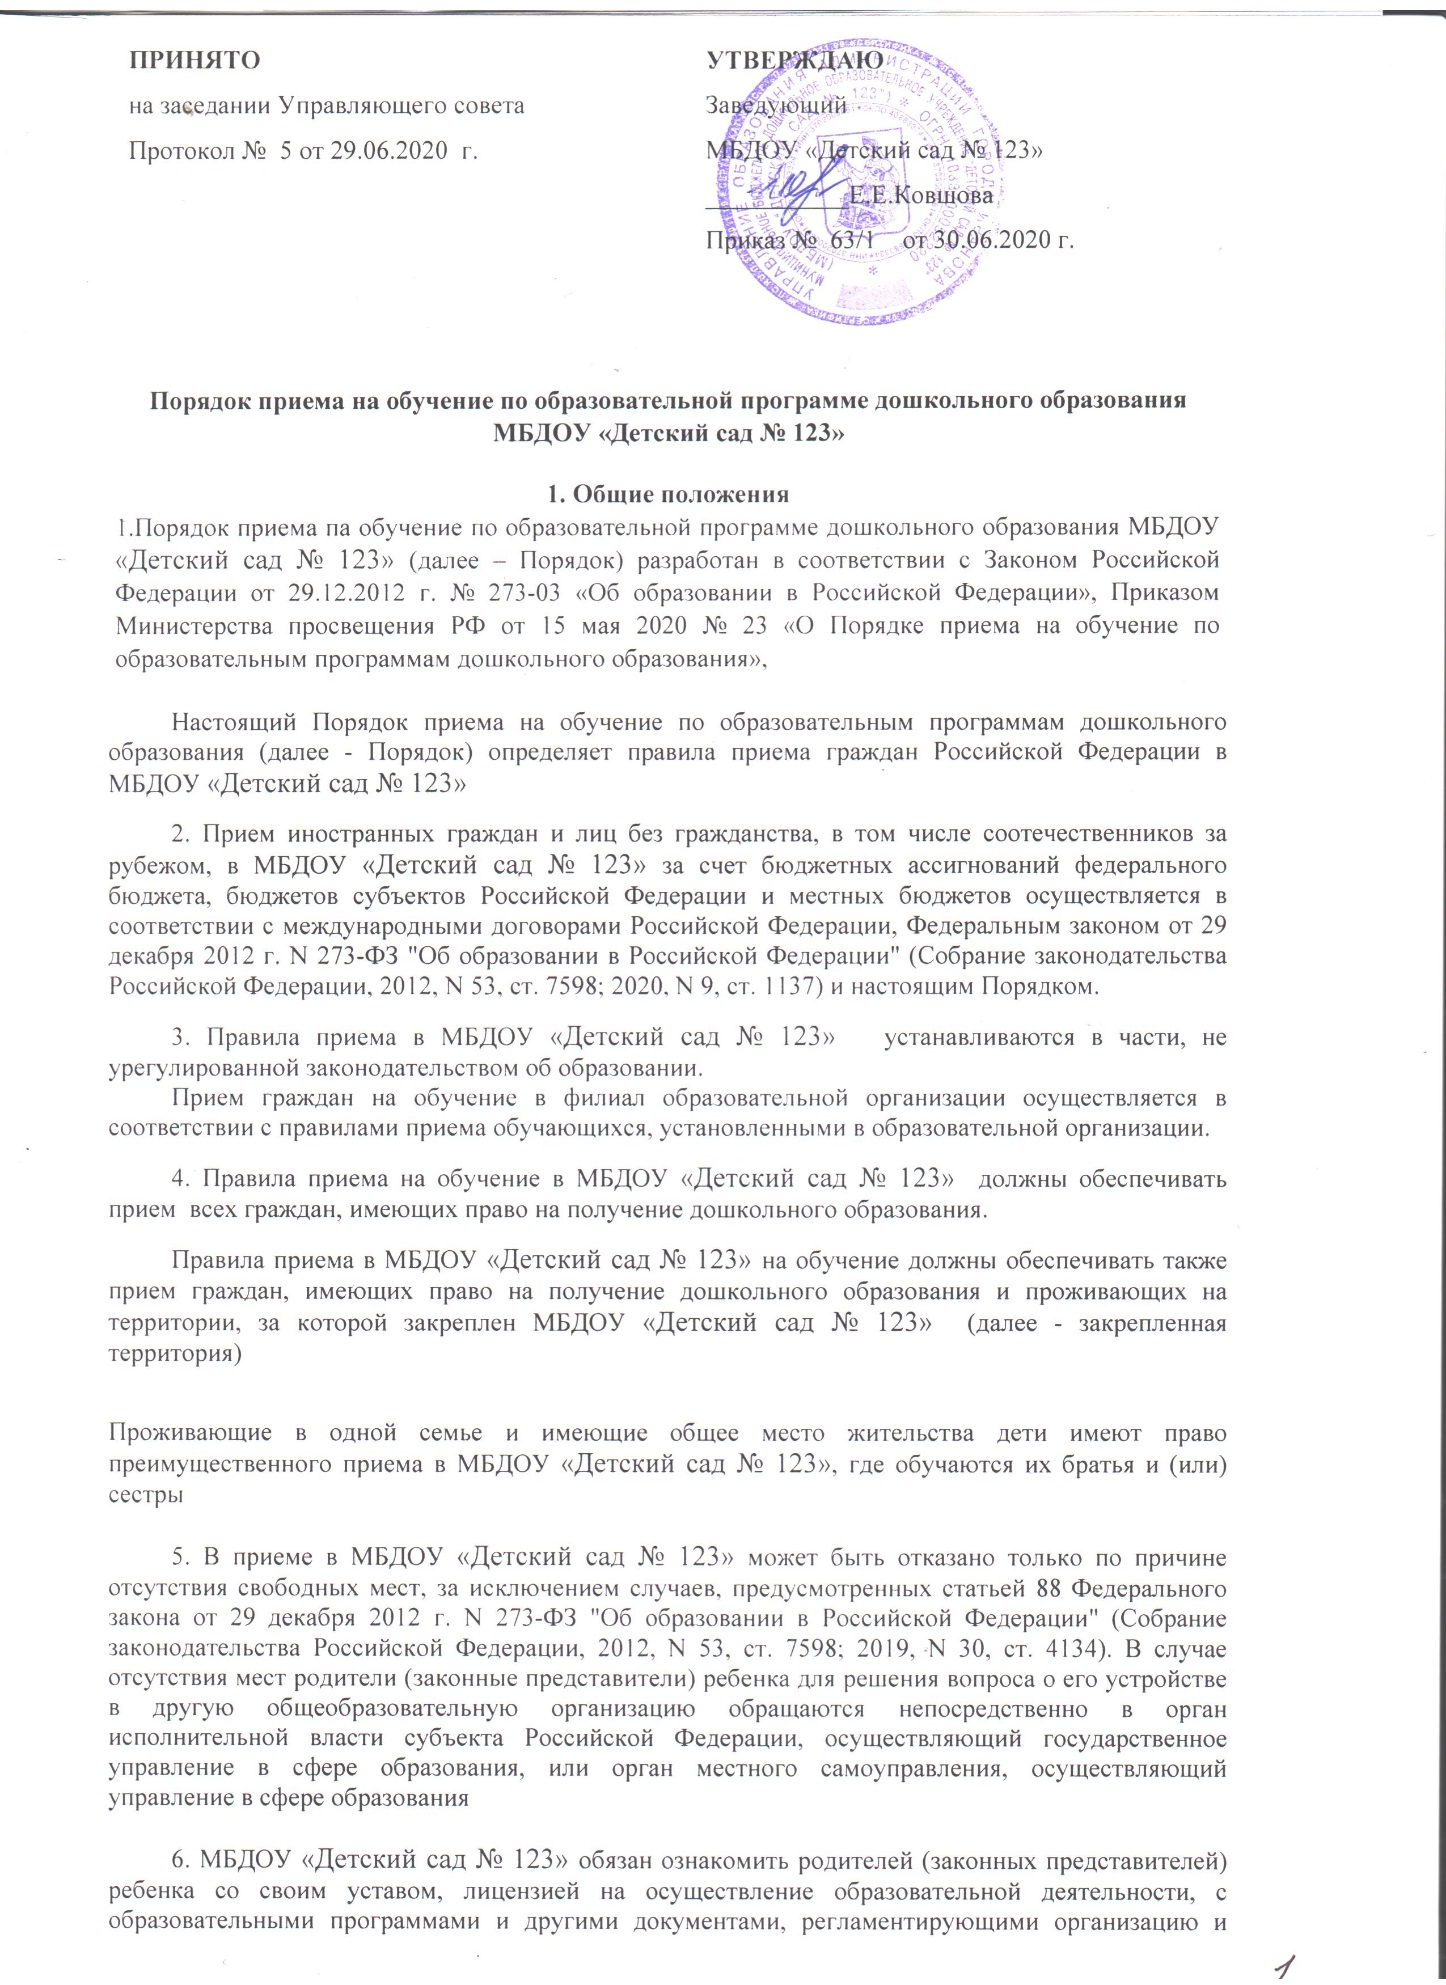 ПРИНЯТО
на заседании Управляющего совета
Протокол № 5 от 29.06.2020 г.
УТВЕРЖДАЮ
Заведующий
МБДОУ «Детский сад № 123»
___________Е.Е.Ковшова
Приказ № 63/1 от 30.06.2020 г.
Порядок приема на обучение по образовательной программе дошкольного образования
МБДОУ «Детский сад № 123»
1. Общие положения
1.Порядок приема па обучение по образовательной программе дошкольного образования МБДОУ
«Детский сад № 123» (далее – Порядок) разработан в соответствии с Законом Российской
Федерации от 29.12.2012 г. № 273-03 «Об образовании в Российской Федерации», Приказом
Министерства просвещения РФ от 15 мая 2020 № 23 «О Порядке приема на обучение по
образовательным программам дошкольного образования»,
Настоящий Порядок приема на обучение по образовательным программам дошкольного
образования (далее - Порядок) определяет правила приема граждан Российской Федерации в
МБДОУ «Детский сад № 123»
2. Прием иностранных граждан и лиц без гражданства, в том числе соотечественников за
рубежом, в МБДОУ «Детский сад № 123» за счет бюджетных ассигнований федерального
бюджета, бюджетов субъектов Российской Федерации и местных бюджетов осуществляется в
соответствии с международными договорами Российской Федерации, Федеральным законом от 29
декабря 2012 г. N 273-ФЗ "Об образовании в Российской Федерации" (Собрание законодательства
Российской Федерации, 2012, N 53, ст. 7598; 2020, N 9, ст. 1137) и настоящим Порядком.
3. Правила приема в МБДОУ «Детский сад № 123» устанавливаются в части, не
урегулированной законодательством об образовании.
Прием граждан на обучение в филиал образовательной организации осуществляется в
соответствии с правилами приема обучающихся, установленными в образовательной организации.
4. Правила приема на обучение в МБДОУ «Детский сад № 123» должны обеспечивать
прием всех граждан, имеющих право на получение дошкольного образования.
Правила приема в МБДОУ «Детский сад № 123» на обучение должны обеспечивать также
прием граждан, имеющих право на получение дошкольного образования и проживающих на
территории, за которой закреплен МБДОУ «Детский сад № 123» (далее - закрепленная
территория)
Проживающие в одной семье и имеющие общее место жительства дети имеют право
преимущественного приема в МБДОУ «Детский сад № 123», где обучаются их братья и (или)
сестры
5. В приеме в МБДОУ «Детский сад № 123» может быть отказано только по причине
отсутствия свободных мест, за исключением случаев, предусмотренных статьей 88 Федерального
закона от 29 декабря 2012 г. N 273-ФЗ "Об образовании в Российской Федерации" (Собрание
законодательства Российской Федерации, 2012, N 53, ст. 7598; 2019, N 30, ст. 4134). В случае
отсутствия мест родители (законные представители) ребенка для решения вопроса о его устройстве
в другую общеобразовательную организацию обращаются непосредственно в орган
исполнительной власти субъекта Российской Федерации, осуществляющий государственное
управление в сфере образования, или орган местного самоуправления, осуществляющий
управление в сфере образования
6. МБДОУ «Детский сад № 123» обязан ознакомить родителей (законных представителей)
ребенка со своим уставом, лицензией на осуществление образовательной деятельности, с
образовательными программами и другими документами, регламентирующими организацию и
1